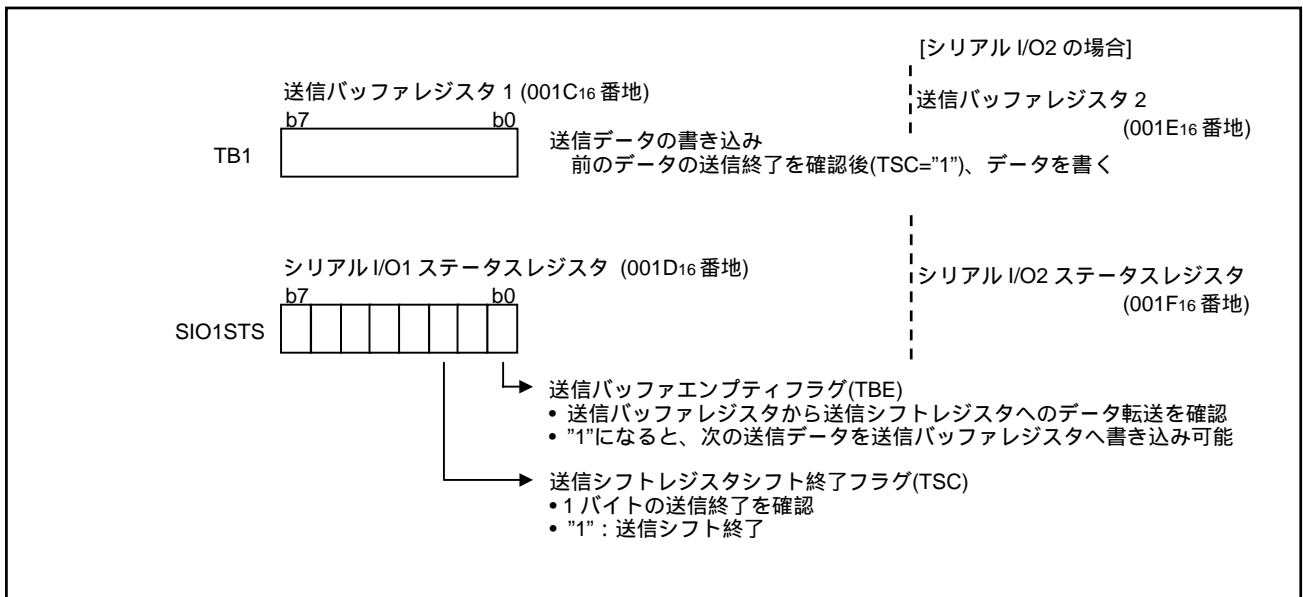 [シリアル I/O2 の場合]
送信バッファレジスタ 1 (001C16 番地)
送信バッファレジスタ 2
(001E16 番地)
b7 b0
TB1
送信データの書き込み
前のデータの送信終了を確認後(TSC="1")、データを書く
シリアル I/O1 ステータスレジスタ (001D16 番地)
シリアル I/O2 ステータスレジスタ
(001F16 番地)
b7 b0
SIO1STS
送信バッファエンプティフラグ(TBE)
• 送信バッファレジスタから送信シフトレジスタへのデータ転送を確認
• "1"になると、次の送信データを送信バッファレジスタへ書き込み可能
送信シフトレジスタシフト終了フラグ(TSC)
• 1 バイトの送信終了を確認
• "1"：送信シフト終了